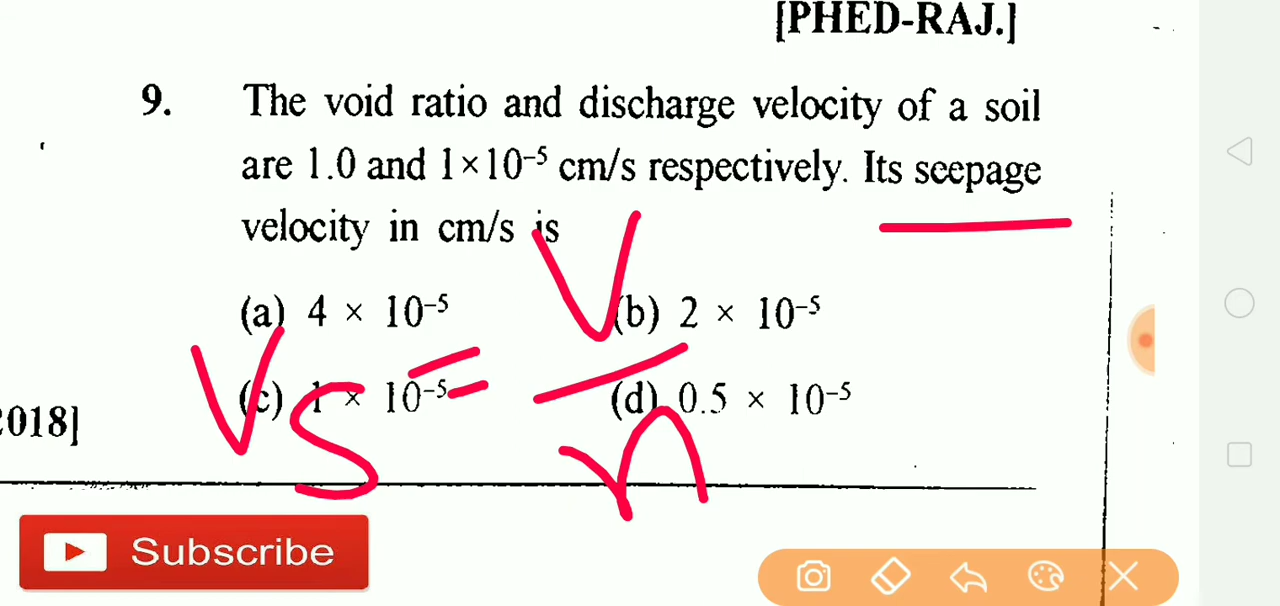 [PHED-RAJ.]
9. The void ratio and discharge velocity of a soil
are 1.0 and 1×10⁻⁵ cm/s respectively. Its seepage
velocity in cm/s is
(a) 4 × 10⁻⁵ (b) 2 × 10⁻⁵
(c) 1 × 10⁻⁵ (d) 0.5 × 10⁻⁵
Vs = V/n
2018]
Subscribe